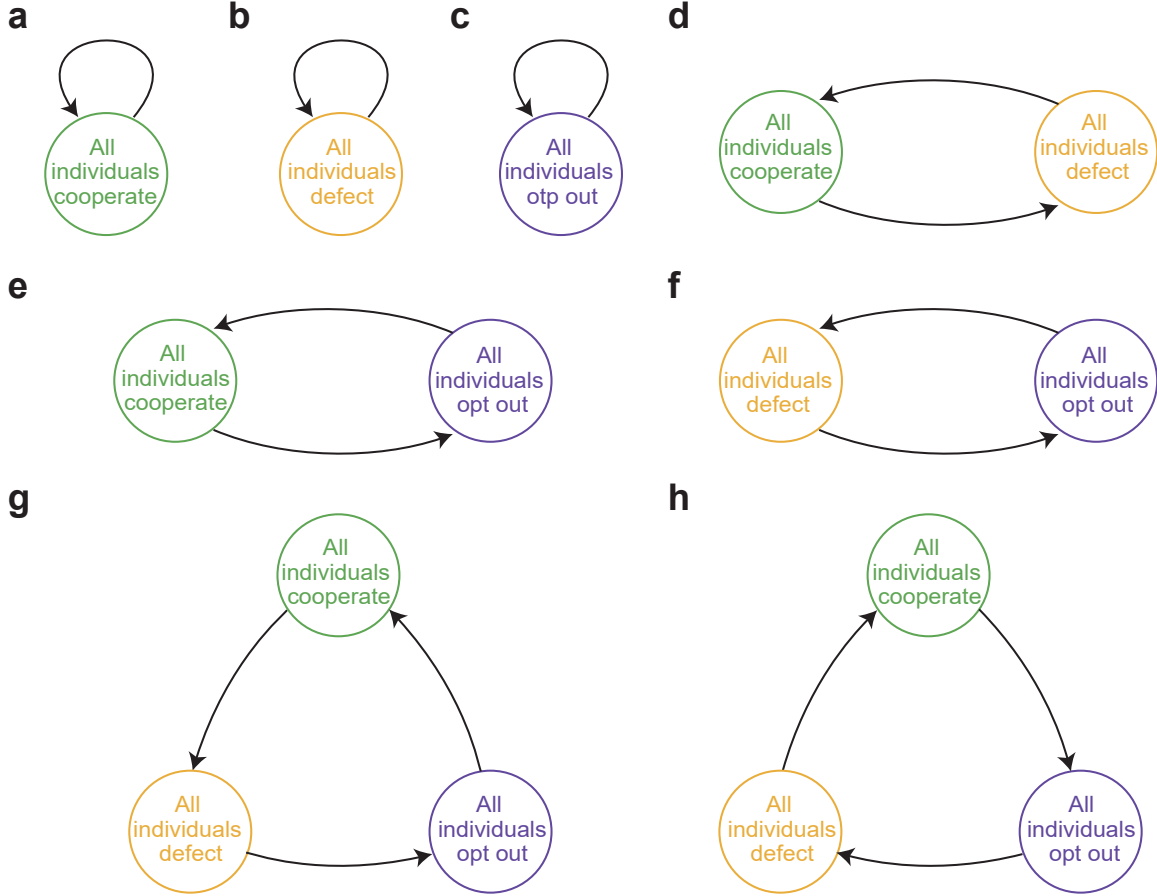 a
All
individuals
cooperate
b
All
individuals
defect
c
All
individuals
otp out
d
All
individuals
cooperate
All
individuals
defect
e
All
individuals
cooperate
All
individuals
opt out
f
All
individuals
defect
All
individuals
opt out
g
All
individuals
cooperate
All
individuals
defect
All
individuals
opt out
h
All
individuals
cooperate
All
individuals
defect
All
individuals
opt out